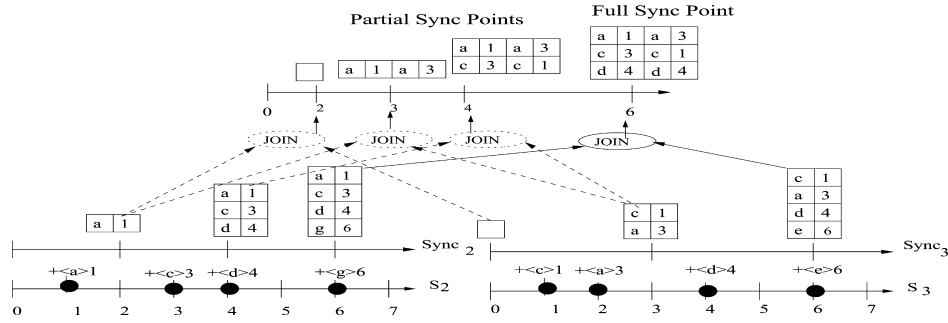 Partial Sync Points
Full Sync Point
a 1 a 3
a 1 a 3
c 3 c 1
a 1 a 3
c 3 c 1
d 4 d 4
0 2 3 4 6
JOIN JOIN JOIN JOIN
a 1
a 1
c 3
d 4
a 1
c 3
d 4
g 6
c 1
a 3
c 1
a 3
d 4
e 6
Sync 2
Sync 3
+<a>1 +<c>3 +<d>4 +<g>6
S 2
0 1 2 3 4 5 6 7
+<c>1 +<a>3 +<d>4 +<e>6
S 3
0 1 2 3 4 5 6 7